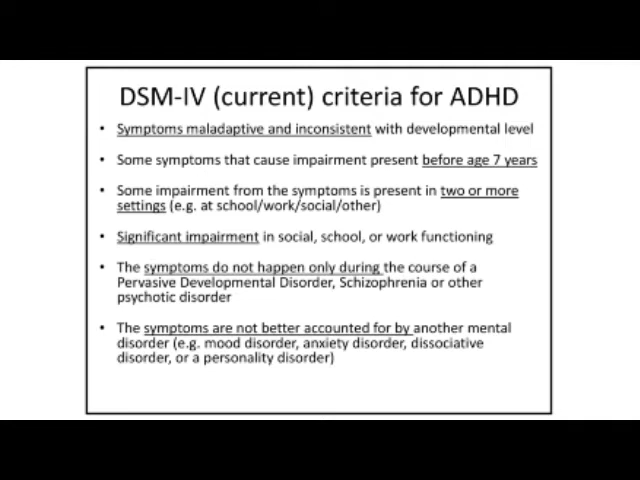 DSM-IV (current) criteria for ADHD
• Symptoms maladaptive and inconsistent with developmental level
• Some symptoms that cause impairment present before age 7 years
• Some impairment from the symptoms is present in two or more
settings (e.g. at school/work/social/other)
• Significant impairment in social, school, or work functioning
• The symptoms do not happen only during the course of a
Pervasive Developmental Disorder, Schizophrenia or other
psychotic disorder
• The symptoms are not better accounted for by another mental
disorder (e.g. mood disorder, anxiety disorder, dissociative
disorder, or a personality disorder)